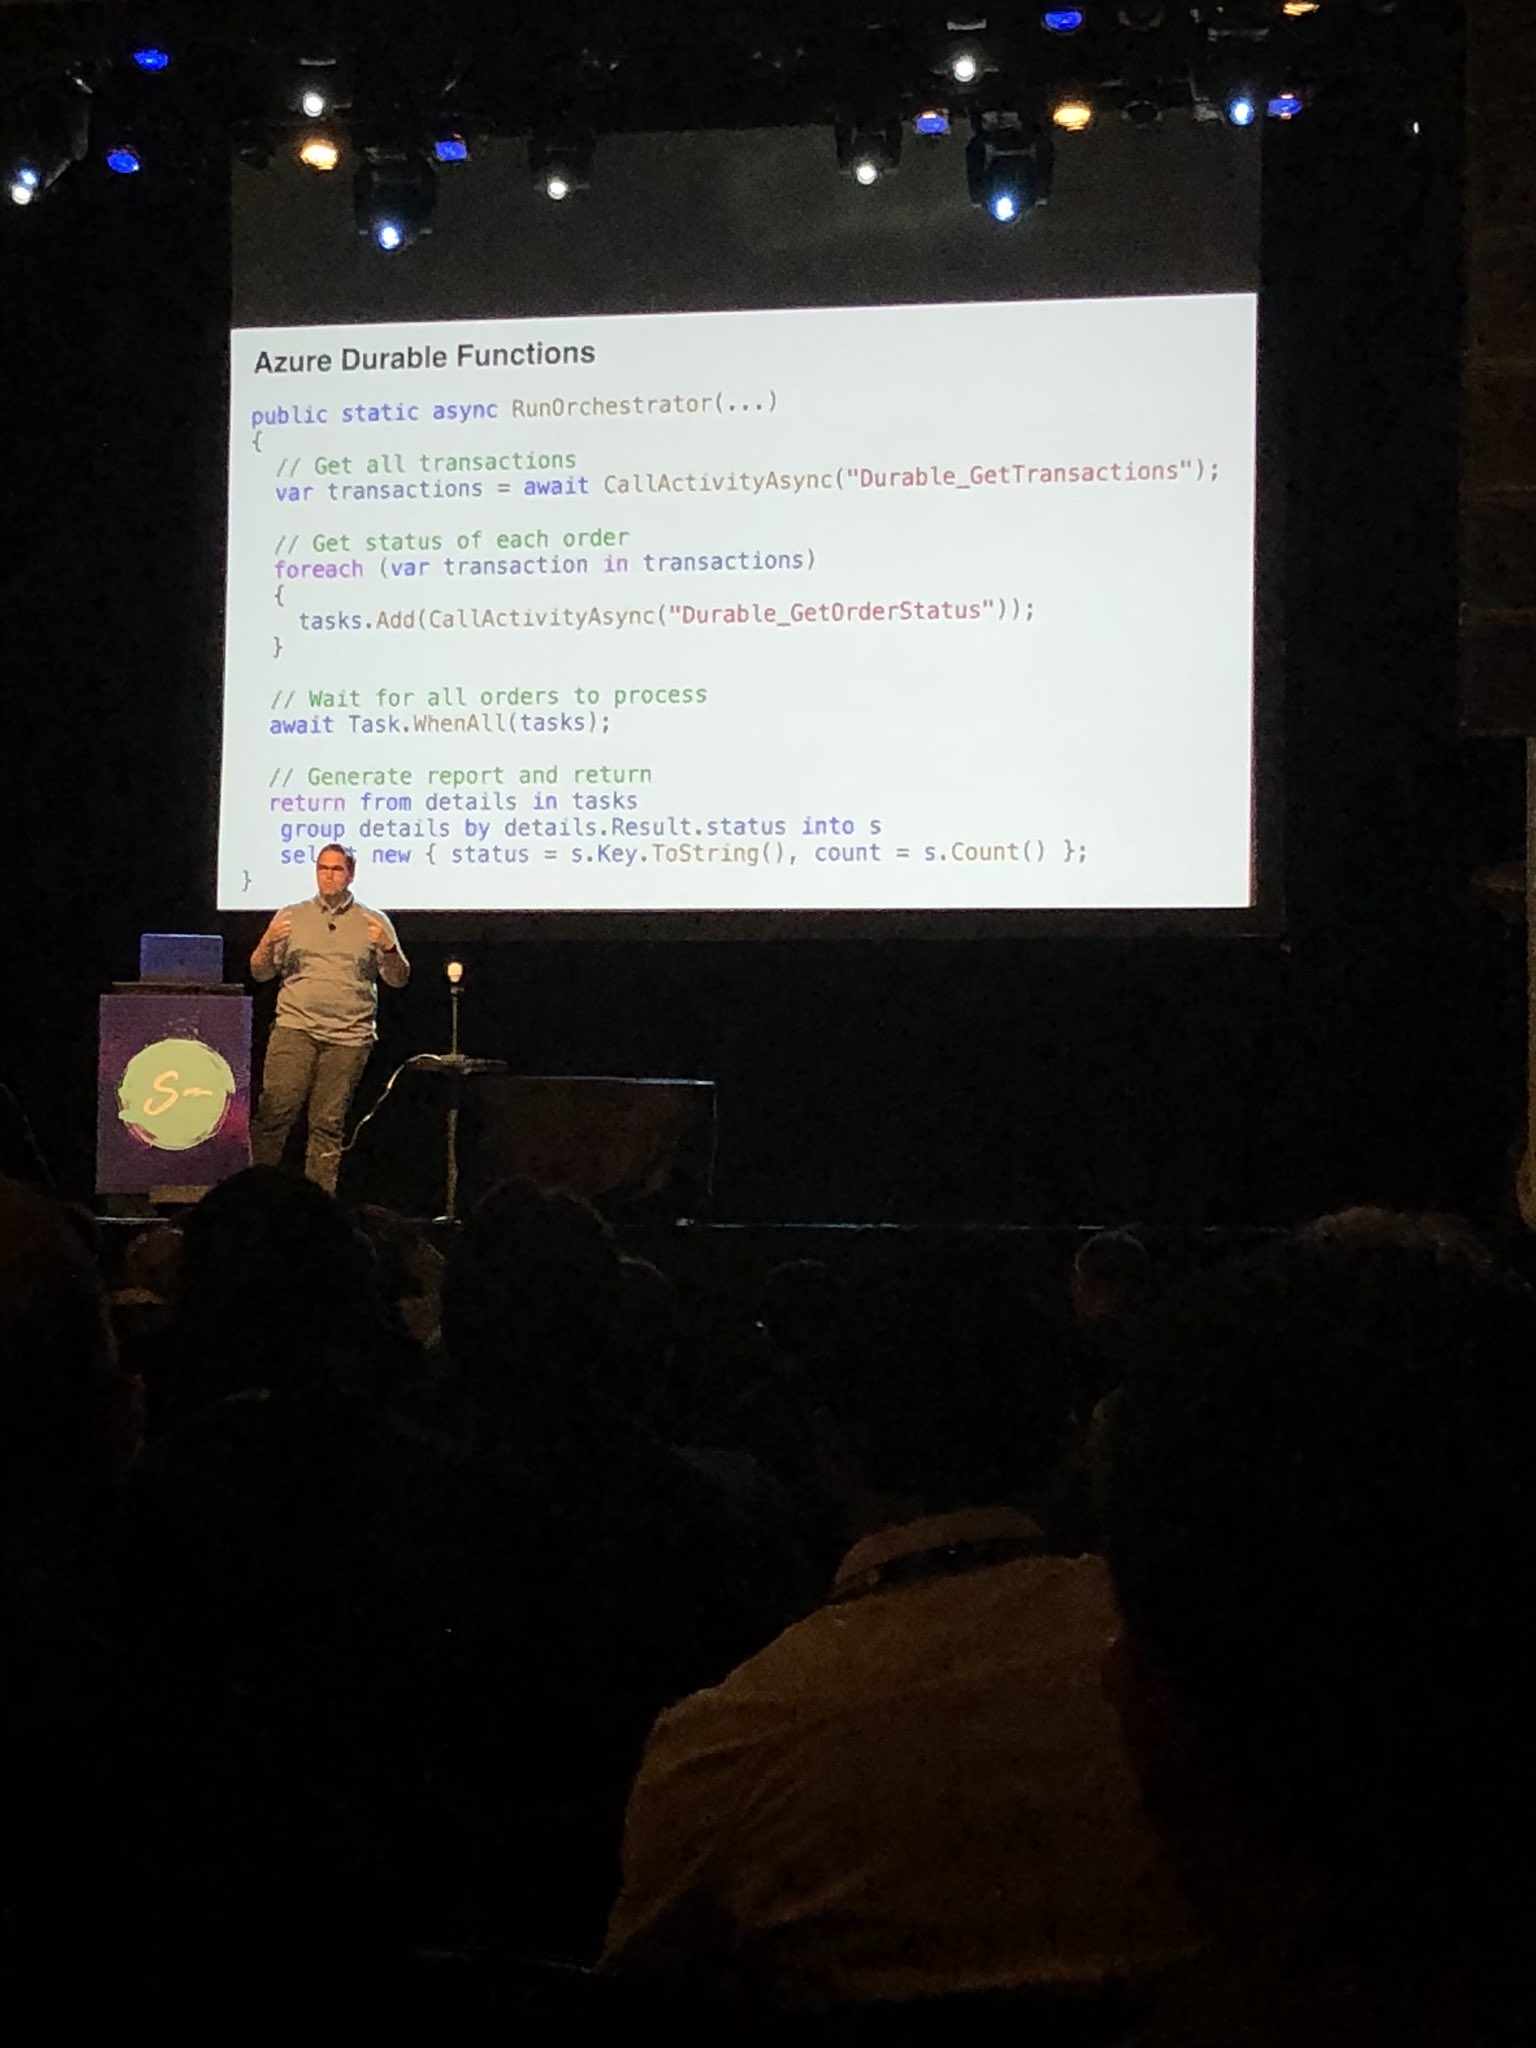 Azure Durable Functions
public static async RunOrchestrator(...)
{
// Get all transactions
var transactions = await CallActivityAsync("Durable_GetTransactions");
// Get status of each order
foreach (var transaction in transactions)
{
tasks.Add(CallActivityAsync("Durable_GetOrderStatus"));
}
// Wait for all orders to process
await Task.WhenAll(tasks);
// Generate report and return
return from details in tasks
group details by details.Result.status into s
new { status = s.Key.ToString(), count = s.Count() };
}